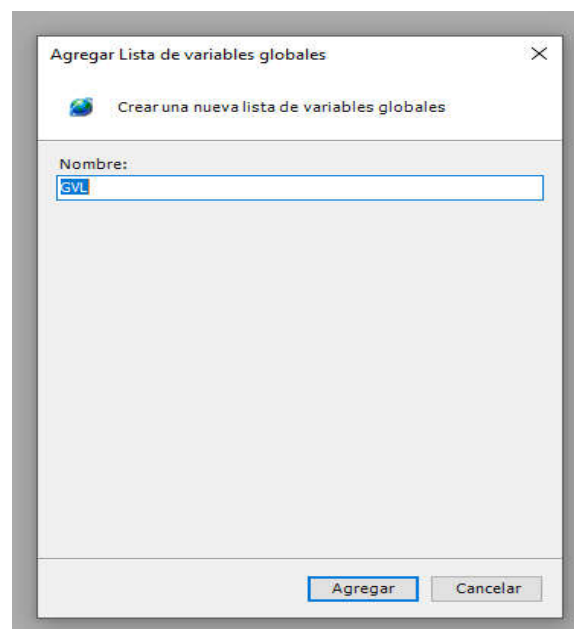 Agregar Lista de variables globales
Crear una nueva lista de variables globales
Nombre:
GVL
Agregar Cancelar